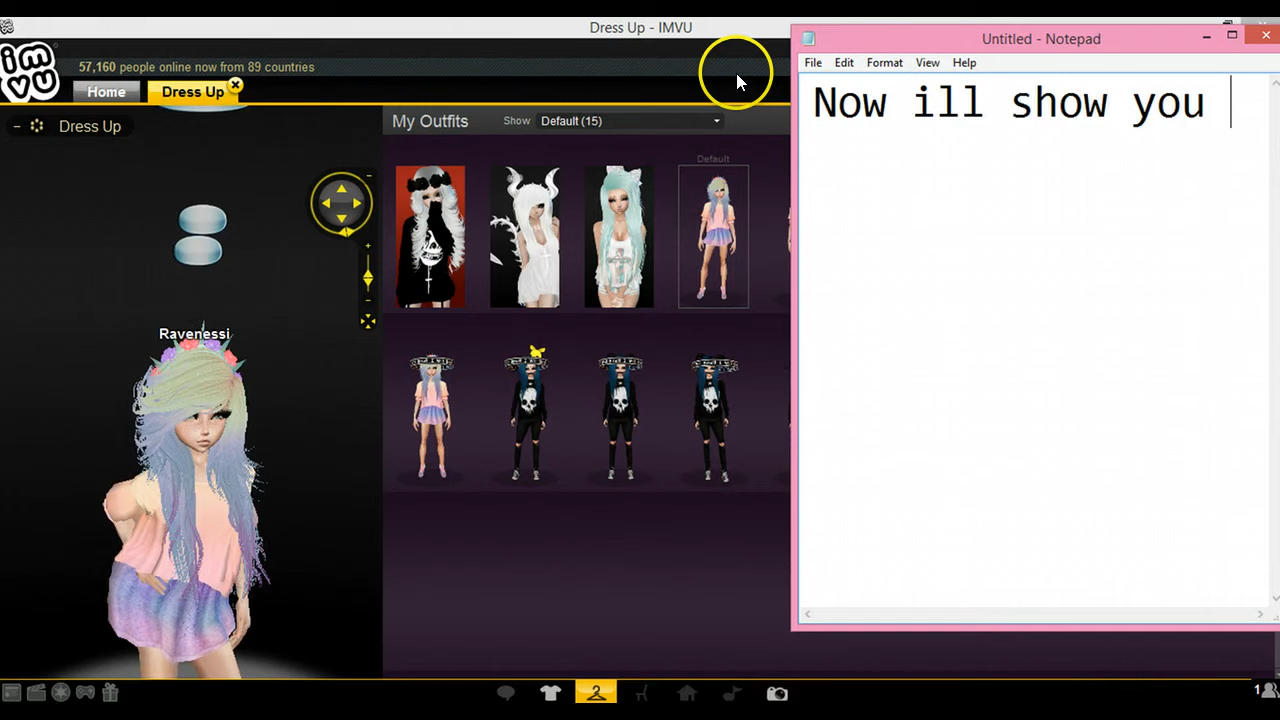 Dress Up - IMVU
imvu
57,160 people online now from 89 countries
Home
Dress Up
Dress Up
My Outfits
Show
Default (15)
Default
Ravenessi
Untitled - Notepad
File Edit Format View Help
Now ill show you
1